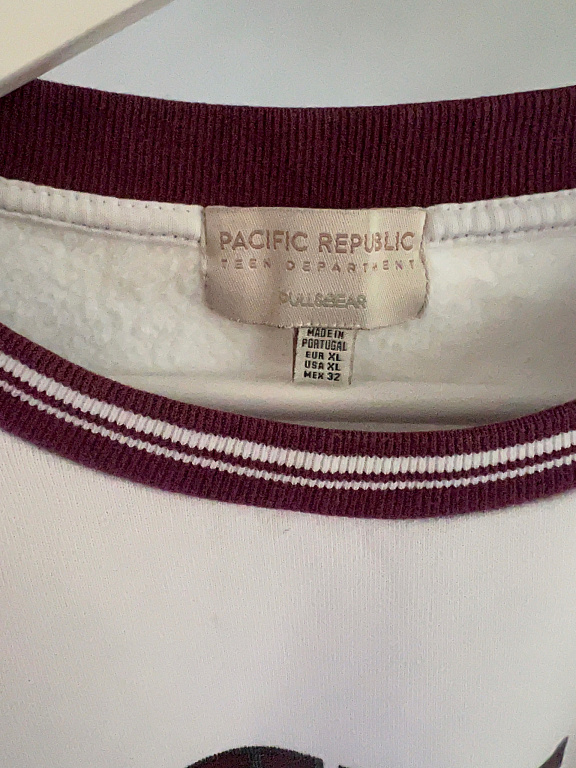 PACIFIC REPUBLIC
TEEN DEPARTMENT
PULL&BEAR
MADE IN
PORTUGAL
EUR XL
USA XL
MEX 32